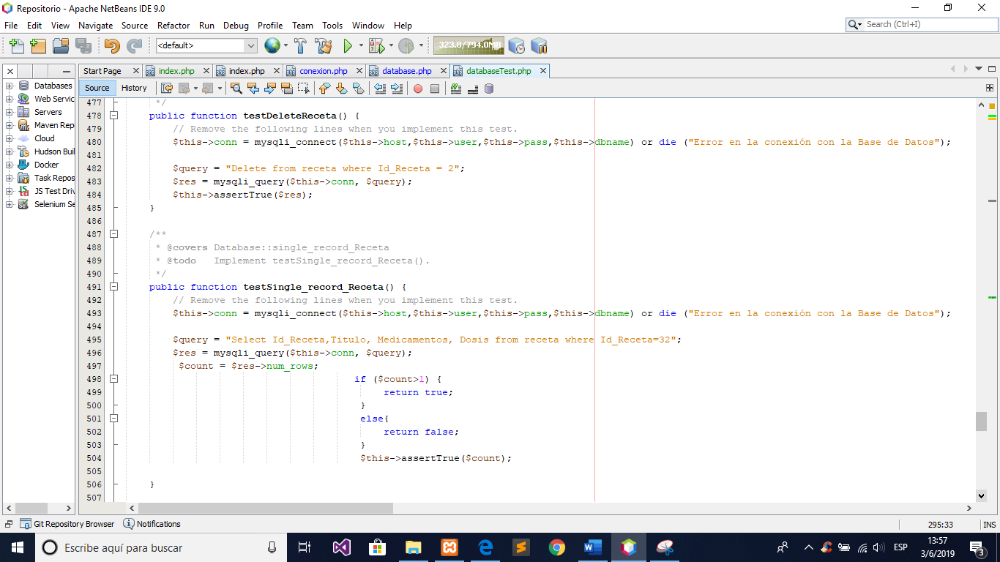 Repositorio - Apache NetBeans IDE 9.0
File Edit View Navigate Source Refactor Run Debug Profile Team Tools Window Help
Search (Ctrl+I)
<default>
323.8/794.0MB
Start Page index.php index.php conexion.php database.php databaseTest.php
Source History
Databases
Web Servic
Servers
Maven Rep
Cloud
Hudson Buil
Docker
Task Repos
JS Test Driv
Selenium Se
477 */
478 public function testDeleteReceta() {
479 // Remove the following lines when you implement this test.
480 $this->conn = mysqli_connect($this->host,$this->user,$this->pass,$this->dbname) or die ("Error en la conexión con la Base de Datos");
481
482 $query = "Delete from receta where Id_Receta = 2";
483 $res = mysqli_query($this->conn, $query);
484 $this->assertTrue($res);
485 }
486
487 /**
488 * @covers Database::single_record_Receta
489 * @todo Implement testSingle_record_Receta().
490 */
491 public function testSingle_record_Receta() {
492 // Remove the following lines when you implement this test.
493 $this->conn = mysqli_connect($this->host,$this->user,$this->pass,$this->dbname) or die ("Error en la conexión con la Base de Datos");
494
495 $query = "Select Id_Receta,Titulo, Medicamentos, Dosis from receta where Id_Receta=32";
496 $res = mysqli_query($this->conn, $query);
497 $count = $res->num_rows;
498 if ($count>1) {
499 return true;
500 }
501 else{
502 return false;
503 }
504 $this->assertTrue($count);
505
506 }
507
Git Repository Browser Notifications
295:33 INS
Escribe aquí para buscar
ESP
13:57
3/6/2019
3